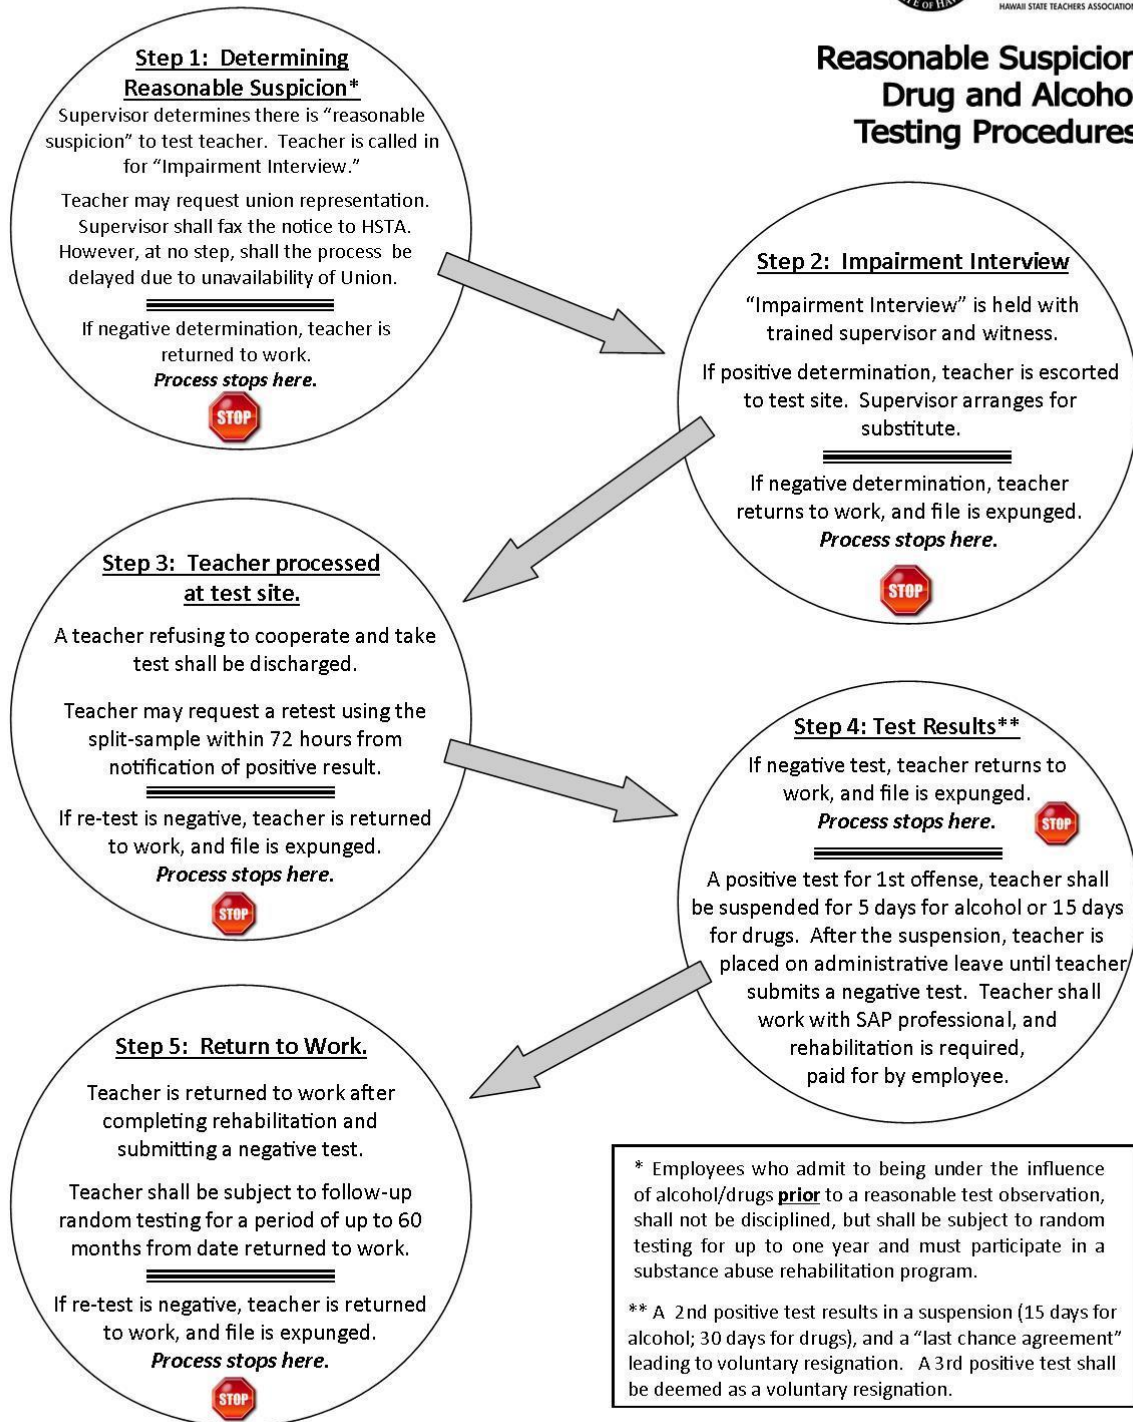 E OF HAW
HAWAII STATE TEACHERS ASSOCIATION
Reasonable Suspicion
Drug and Alcohol
Testing Procedures
Step 1:  Determining
Reasonable Suspicion*
Supervisor determines there is “reasonable
suspicion” to test teacher.  Teacher is called in
for “Impairment Interview.”
Teacher may request union representation.
Supervisor shall fax the notice to HSTA.
However, at no step, shall the process  be
delayed due to unavailability of Union.
If negative determination, teacher is
returned to work.
Process stops here.
STOP
Step 2:  Impairment Interview
“Impairment Interview” is held with
trained supervisor and witness.
If positive determination, teacher is escorted
to test site.  Supervisor arranges for
substitute.
If negative determination, teacher
returns to work, and file is expunged.
Process stops here.
STOP
Step 3:  Teacher processed
at test site.
A teacher refusing to cooperate and take
test shall be discharged.
Teacher may request a retest using the
split-sample within 72 hours from
notification of positive result.
If re-test is negative, teacher is returned
to work, and file is expunged.
Process stops here.
STOP
Step 4: Test Results**
If negative test, teacher returns to
work, and file is expunged.
Process stops here.
STOP
A positive test for 1st offense, teacher shall
be suspended for 5 days for alcohol or 15 days
for drugs.  After the suspension, teacher is
placed on administrative leave until teacher
submits a negative test.  Teacher shall
work with SAP professional, and
rehabilitation is required,
paid for by employee.
Step 5:  Return to Work.
Teacher is returned to work after
completing rehabilitation and
submitting a negative test.
Teacher shall be subject to follow-up
random testing for a period of up to 60
months from date returned to work.
If re-test is negative, teacher is returned
to work, and file is expunged.
Process stops here.
STOP
* Employees who admit to being under the influence
of alcohol/drugs prior to a reasonable test observation,
shall not be disciplined, but shall be subject to random
testing for up to one year and must participate in a
substance abuse rehabilitation program.
** A  2nd positive test results in a suspension (15 days for
alcohol; 30 days for drugs), and a “last chance agreement”
leading to voluntary resignation.   A 3rd positive test shall
be deemed as a voluntary resignation.